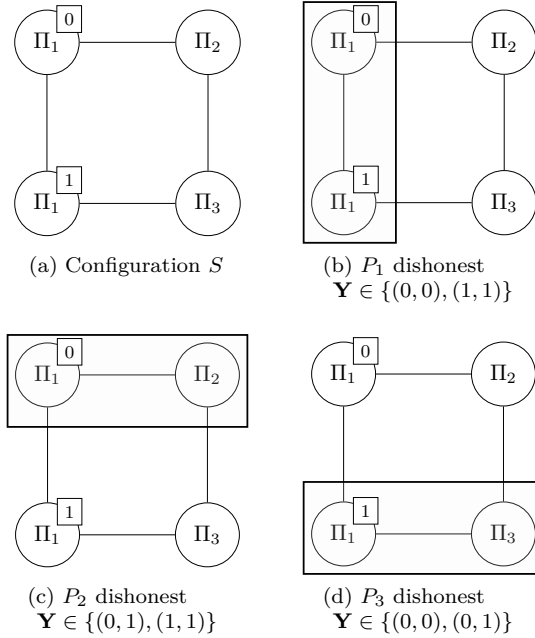 0
Π₁ Π₂
1
Π₁ Π₃
(a) Configuration S
0
Π₁ Π₂
1
Π₁ Π₃
(b) P₁ dishonest
Y ∈ {(0, 0), (1, 1)}
0
Π₁ Π₂
1
Π₁ Π₃
(c) P₂ dishonest
Y ∈ {(0, 1), (1, 1)}
0
Π₁ Π₂
1
Π₁ Π₃
(d) P₃ dishonest
Y ∈ {(0, 0), (0, 1)}